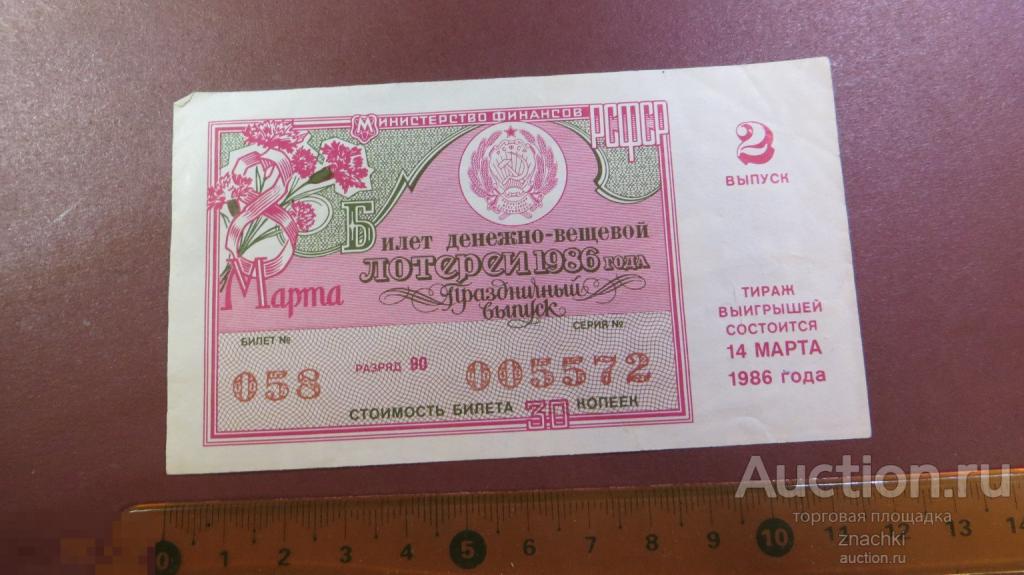 Министерство финансов РСФСР
8 Марта
Билет денежно-вещевой
лотереи 1986 года
Праздничный
выпуск
БИЛЕТ №
СЕРИЯ №
058
РАЗРЯД 90
005572
СТОИМОСТЬ БИЛЕТА 30 КОПЕЕК
2
ВЫПУСК
ТИРАЖ
ВЫИГРЫШЕЙ
СОСТОИТСЯ
14 МАРТА
1986 года
0 1 2 3 4 5 6 7 8 9 10 11 12 13 14
Auction.ru
торговая площадка
znachki
auction.ru